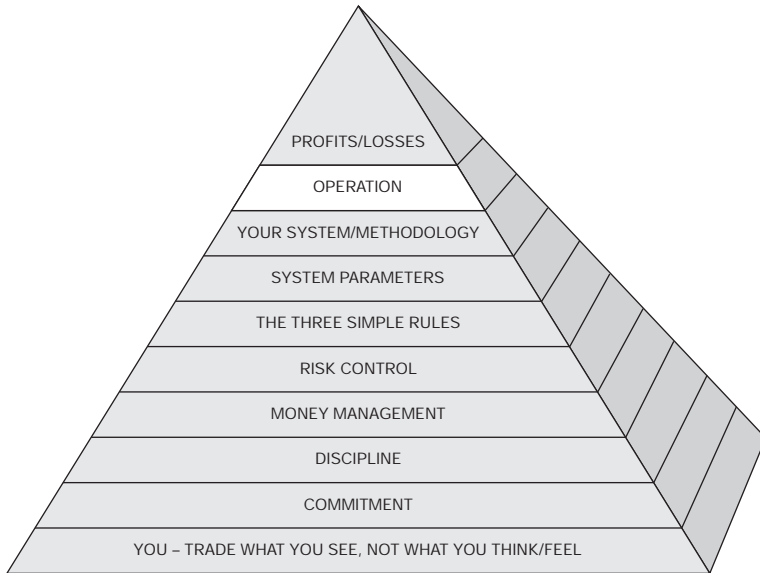 PROFITS/LOSSES
OPERATION
YOUR SYSTEM/METHODOLOGY
SYSTEM PARAMETERS
THE THREE SIMPLE RULES
RISK CONTROL
MONEY MANAGEMENT
DISCIPLINE
COMMITMENT
YOU – TRADE WHAT YOU SEE, NOT WHAT YOU THINK/FEEL